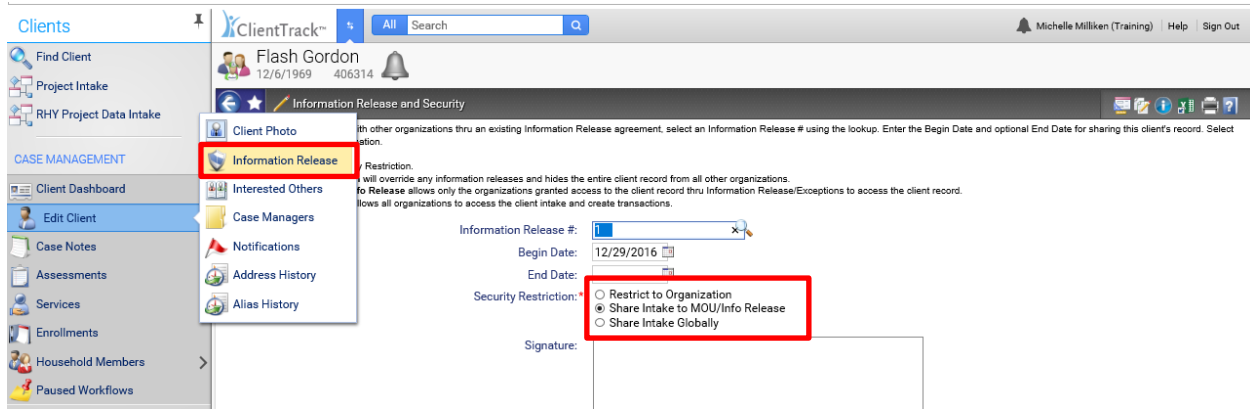 Clients
ClientTrack™
All
Search
Michelle Milliken (Training)
Help
Sign Out
Find Client
Project Intake
RHY Project Data Intake
CASE MANAGEMENT
Client Dashboard
Edit Client
Case Notes
Assessments
Services
Enrollments
Household Members
Paused Workflows
Flash Gordon
12/6/1969 406314
Information Release and Security
Client Photo
Information Release
Interested Others
Case Managers
Notifications
Address History
Alias History
ith other organizations thru an existing Information Release agreement, select an Information Release # using the lookup. Enter the Begin Date and optional End Date for sharing this client's record. Select
ation.
y Restriction.
will override any information releases and hides the entire client record from all other organizations.
fo Release allows only the organizations granted access to the client record thru Information Release/Exceptions to access the client record.
llows all organizations to access the client intake and create transactions.
Information Release #: 1
Begin Date: 12/29/2016
End Date:
Security Restriction:*
Restrict to Organization
Share Intake to MOU/Info Release
Share Intake Globally
Signature: